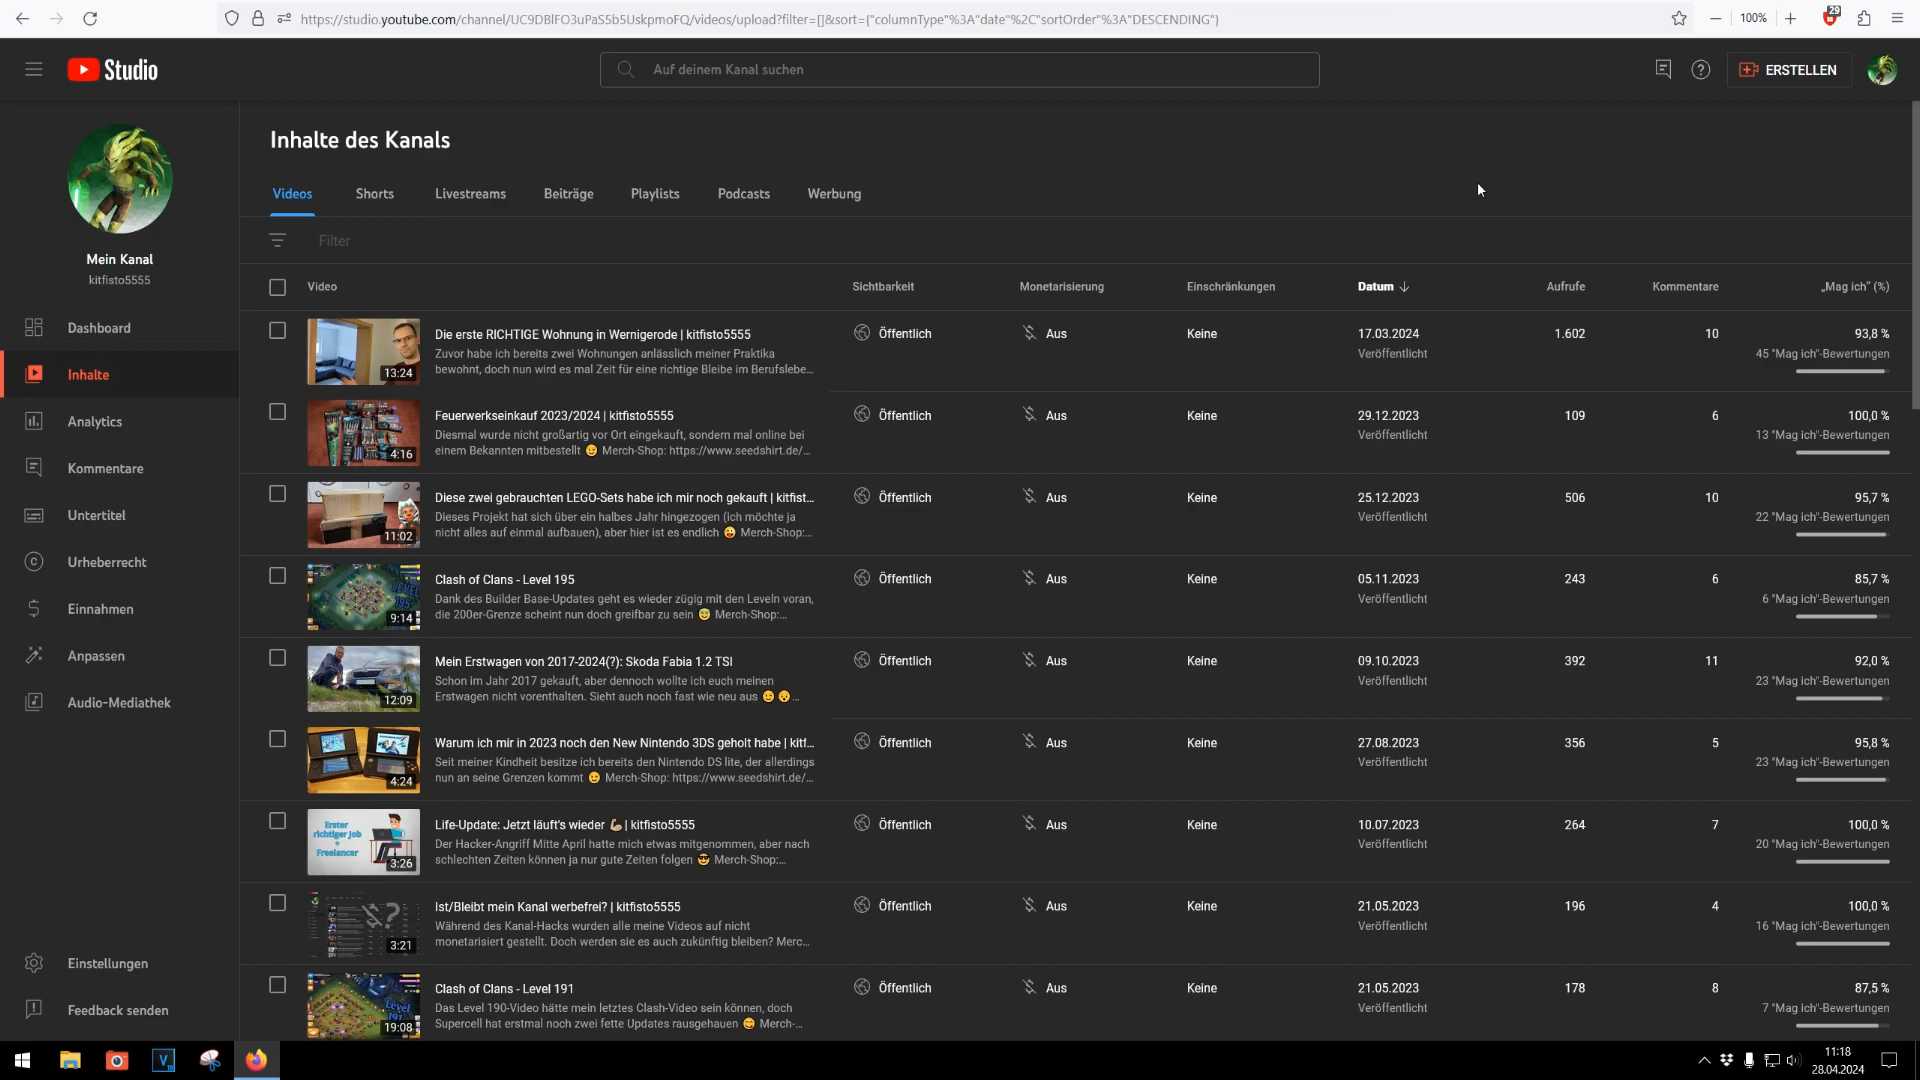 https://studio.youtube.com/channel/UC9DBlFO3uPaS5b5UskpmoFQ/videos/upload?filter=[]&sort={"columnType"%3A"date"%2C"sortOrder"%3A"DESCENDING"}
100%
29
Studio
Auf deinem Kanal suchen
ERSTELLEN
Mein Kanal
kitfisto5555
Dashboard
Inhalte
Analytics
Kommentare
Untertitel
Urheberrecht
Einnahmen
Anpassen
Audio-Mediathek
Einstellungen
Feedback senden
Inhalte des Kanals
Videos Shorts Livestreams Beiträge Playlists Podcasts Werbung
Filter
Video Sichtbarkeit Monetarisierung Einschränkungen Datum Aufrufe Kommentare „Mag ich“ (%)
Die erste RICHTIGE Wohnung in Wernigerode | kitfisto5555 Öffentlich Aus Keine 17.03.2024 1.602 10 93,8 %
Zuvor habe ich bereits zwei Wohnungen anlässlich meiner Praktika Veröffentlicht 45 "Mag ich"-Bewertungen
bewohnt, doch nun wird es mal Zeit für eine richtige Bleibe im Berufslebe...
13:24
Feuerwerkseinkauf 2023/2024 | kitfisto5555 Öffentlich Aus Keine 29.12.2023 109 6 100,0 %
Diesmal wurde nicht großartig vor Ort eingekauft, sondern mal online bei Veröffentlicht 13 "Mag ich"-Bewertungen
einem Bekannten mitbestellt 😉 Merch-Shop: https://www.seedshirt.de/...
4:16
Diese zwei gebrauchten LEGO-Sets habe ich mir noch gekauft | kitfist... Öffentlich Aus Keine 25.12.2023 506 10 95,7 %
Dieses Projekt hat sich über ein halbes Jahr hingezogen (ich möchte ja Veröffentlicht 22 "Mag ich"-Bewertungen
nicht alles auf einmal aufbauen), aber hier ist es endlich 😜 Merch-Shop:...
11:02
Clash of Clans - Level 195 Öffentlich Aus Keine 05.11.2023 243 6 85,7 %
Dank des Builder Base-Updates geht es wieder zügig mit den Leveln voran, Veröffentlicht 6 "Mag ich"-Bewertungen
die 200er-Grenze scheint nun doch greifbar zu sein 😇 Merch-Shop:...
LEVEL 195
9:14
Mein Erstwagen von 2017-2024(?): Skoda Fabia 1.2 TSI Öffentlich Aus Keine 09.10.2023 392 11 92,0 %
Schon im Jahr 2017 gekauft, aber dennoch wollte ich euch meinen Veröffentlicht 23 "Mag ich"-Bewertungen
Erstwagen nicht vorenthalten. Sieht auch noch fast wie neu aus 😉 😮...
12:09
Warum ich mir in 2023 noch den New Nintendo 3DS geholt habe | kitf... Öffentlich Aus Keine 27.08.2023 356 5 95,8 %
Seit meiner Kindheit besitze ich bereits den Nintendo DS lite, der allerdings Veröffentlicht 23 "Mag ich"-Bewertungen
nun an seine Grenzen kommt 😉 Merch-Shop: https://www.seedshirt.de/...
4:24
Life-Update: Jetzt läuft's wieder 💪🏼 | kitfisto5555 Öffentlich Aus Keine 10.07.2023 264 7 100,0 %
Der Hacker-Angriff Mitte April hatte mich etwas mitgenommen, aber nach Veröffentlicht 20 "Mag ich"-Bewertungen
schlechten Zeiten können ja nur gute Zeiten folgen 😎 Merch-Shop:...
Erster
richtiger Job
+
Freelancer
3:26
Ist/Bleibt mein Kanal werbefrei? | kitfisto5555 Öffentlich Aus Keine 21.05.2023 196 4 100,0 %
Während des Kanal-Hacks wurden alle meine Videos auf nicht Veröffentlicht 16 "Mag ich"-Bewertungen
monetarisiert gestellt. Doch werden sie es auch zukünftig bleiben? Merc...
?
3:21
Clash of Clans - Level 191 Öffentlich Aus Keine 21.05.2023 178 8 87,5 %
Das Level 190-Video hätte mein letztes Clash-Video sein können, doch Veröffentlicht 7 "Mag ich"-Bewertungen
Supercell hat erstmal noch zwei fette Updates rausgehauen 😋 Merch-...
Level 191
19:08
11:18
28.04.2024